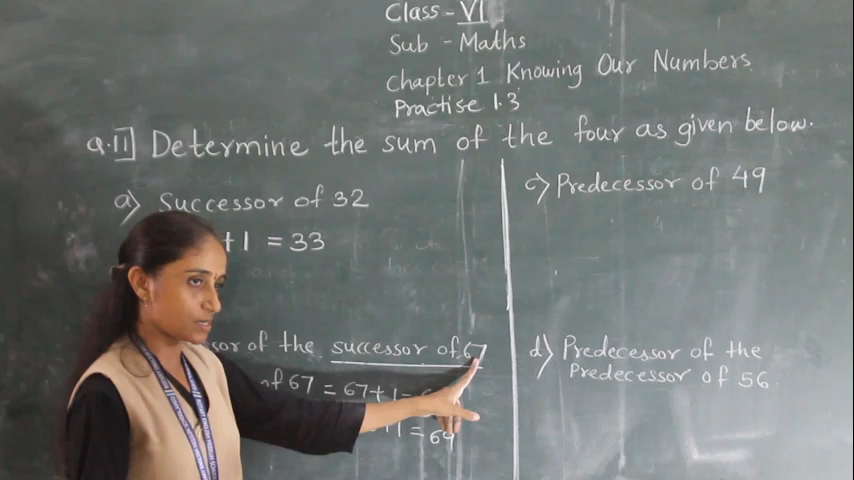 Class - VI
Sub - Maths
Chapter 1 Knowing Our Numbers
Practise 1.3
Q.11] Determine the sum of the four as given below.
a) Successor of 32
+1 = 33
sor of the successor of 67
of 67 = 67+1 =
+1 = 69
c) Predecessor of 49
d) Predecessor of the
Predecessor of 56